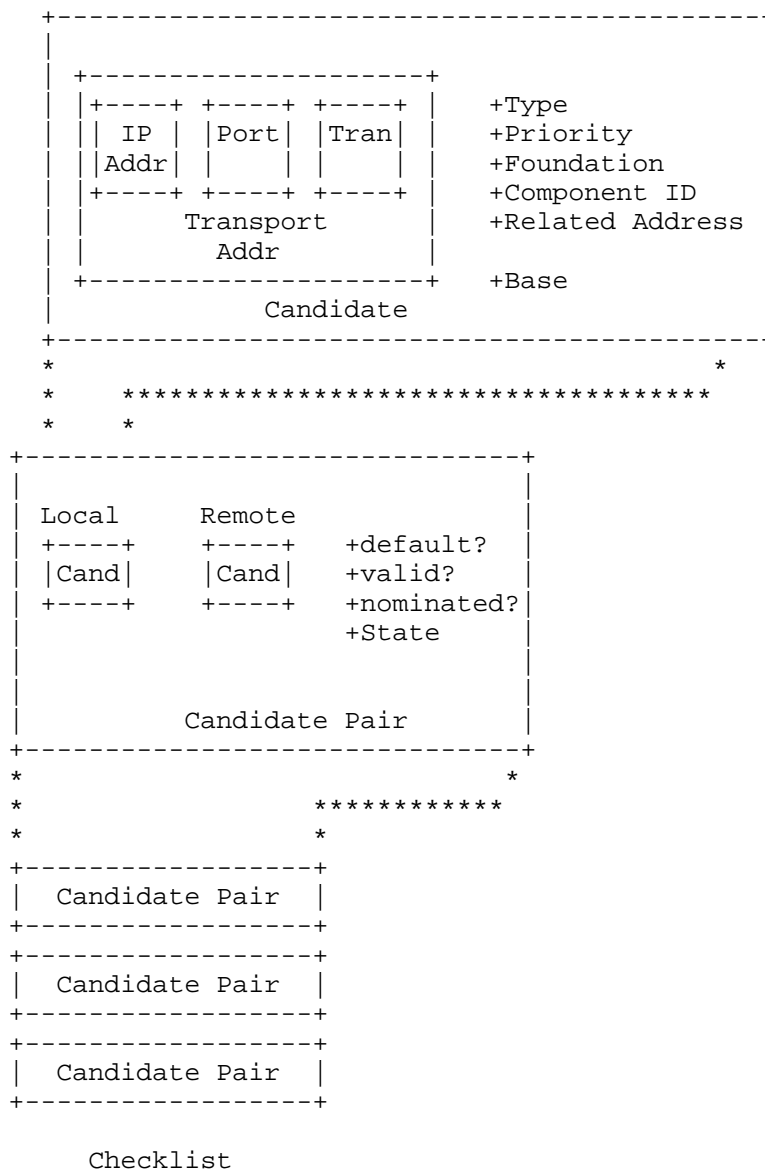 +--------------------------------------------
|
| +---------------------+
| |+----+ +----+ +----+ | +Type
| || IP | |Port| |Tran| | +Priority
| ||Addr| | | | | | +Foundation
| |+----+ +----+ +----+ | +Component ID
| | Transport | +Related Address
| | Addr |
| +---------------------+ +Base
| Candidate
+--------------------------------------------
* *
* *************************************
* *
+-------------------------------+
| |
| Local Remote |
| +----+ +----+ +default? |
| |Cand| |Cand| +valid? |
| +----+ +----+ +nominated?|
| +State |
| |
| |
| Candidate Pair |
+-------------------------------+
* *
* ************
* *
+------------------+
| Candidate Pair |
+------------------+
+------------------+
| Candidate Pair |
+------------------+
+------------------+
| Candidate Pair |
+------------------+
Checklist